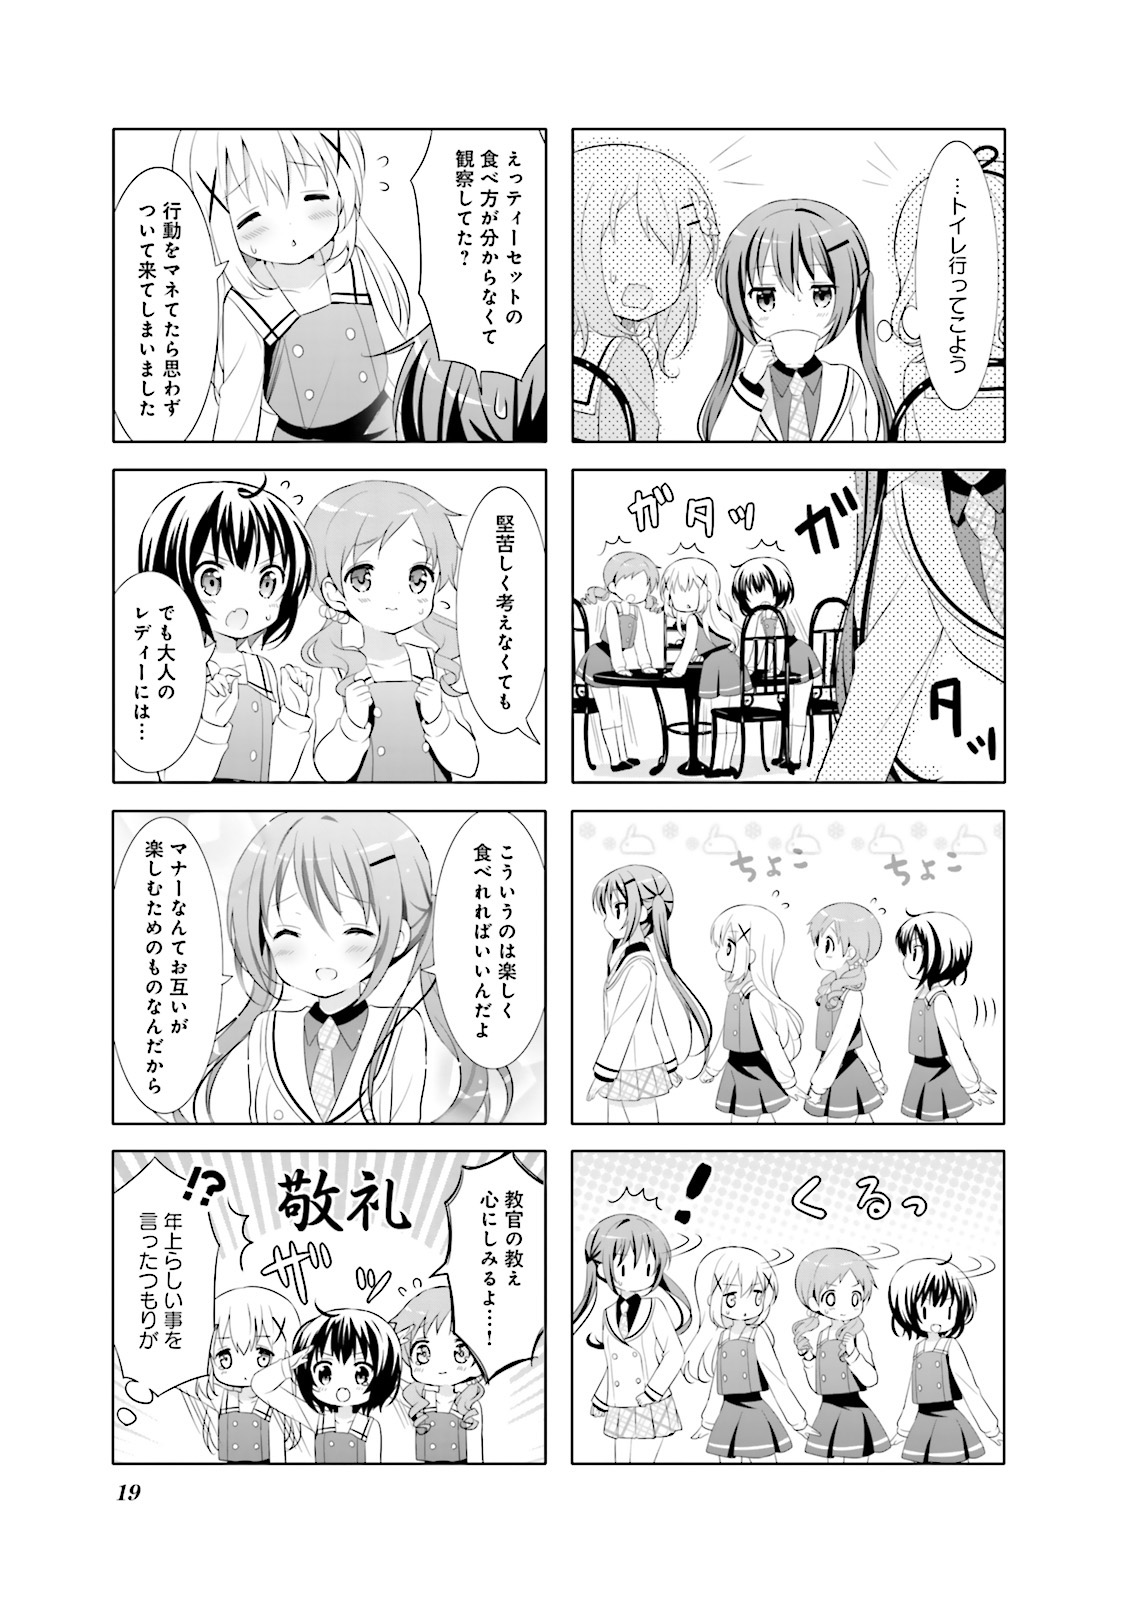 …トイレ行ってこよう
ガタッ
ガタッ
ちょこ
ちょこ
くるっ
!
えっティーセットの
食べ方が分からなくて
観察してた?
行動をマネてたら思わず
ついて来てしまいました
堅苦しく考えなくても
でも大人の
レディーには…
こういうのは楽しく
食べれればいいんだよ
マナーなんてお互いが
楽しむためのものなんだから
教官の教え
心にしみるよ…!
敬礼
ザッ
!?
年上らしい事を
言ったつもりが
19